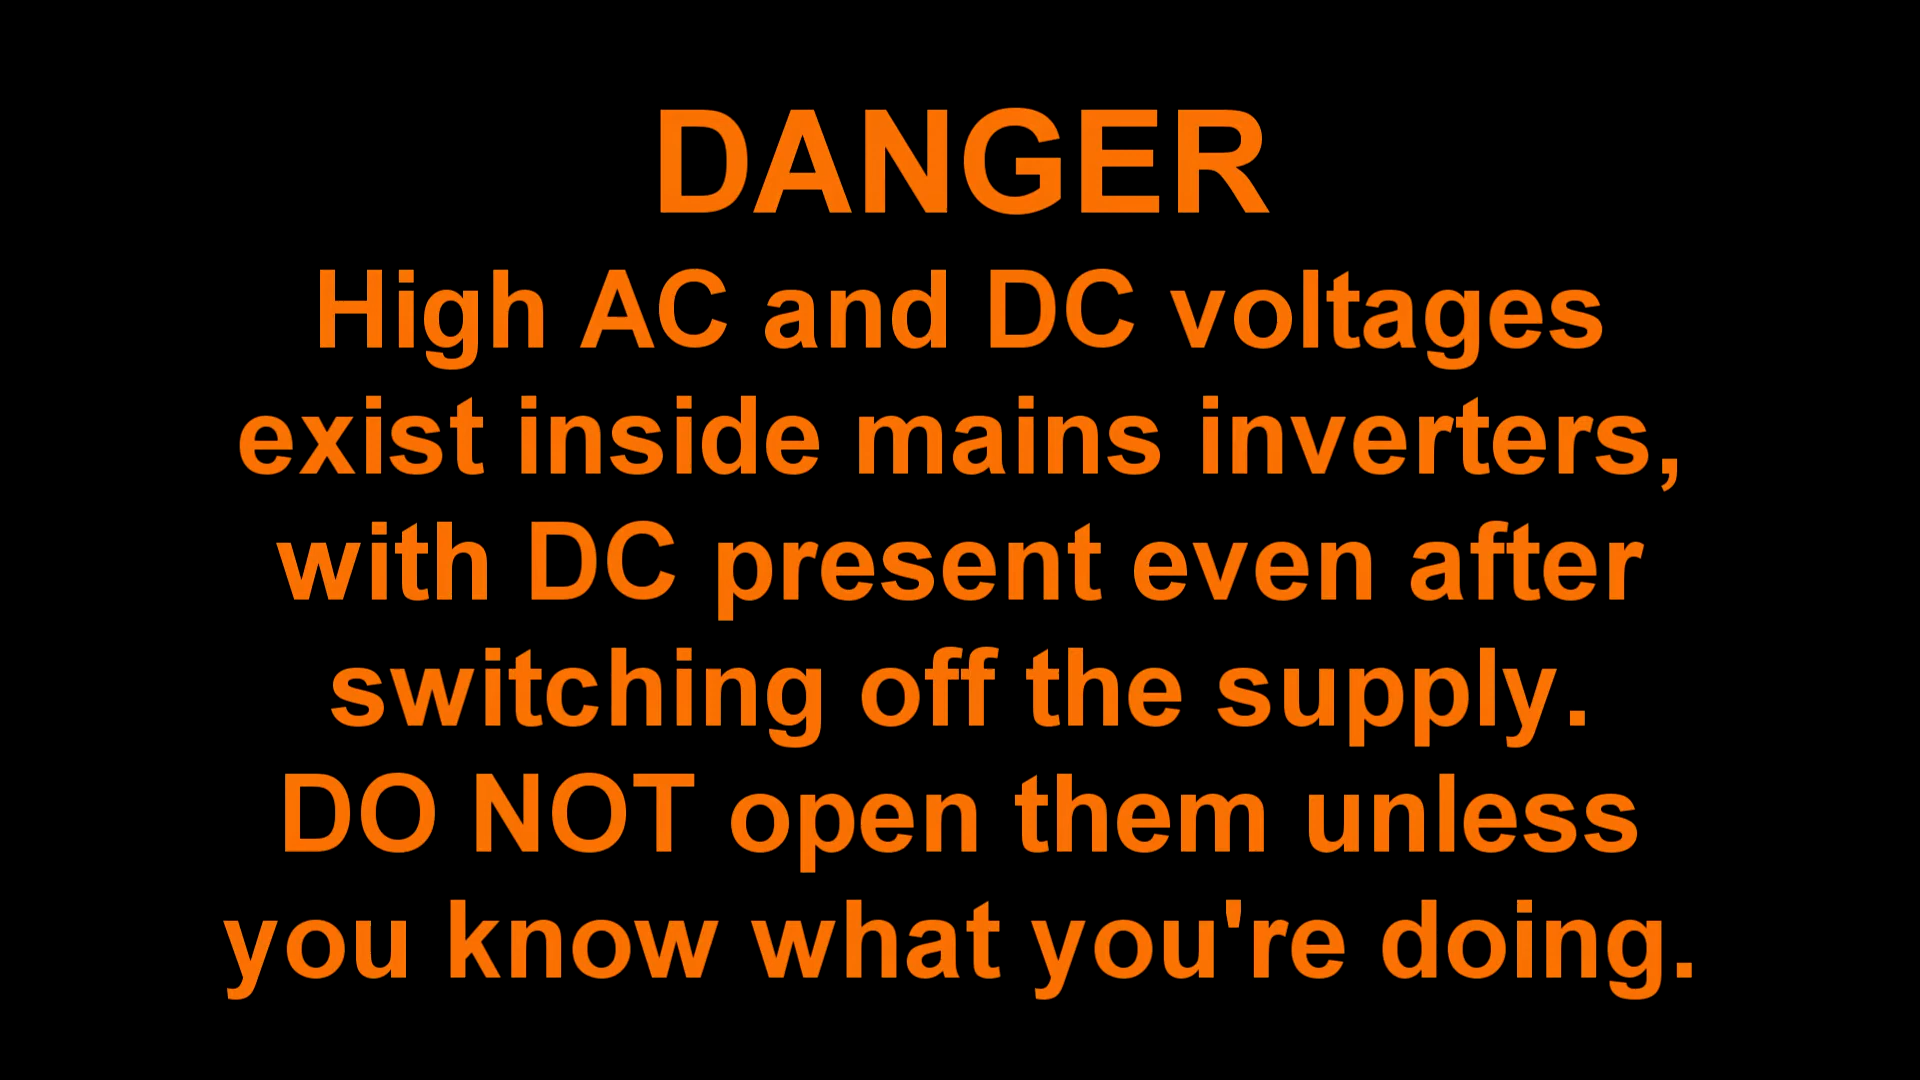 DANGER
High AC and DC voltages
exist inside mains inverters,
with DC present even after
switching off the supply.
DO NOT open them unless
you know what you're doing.